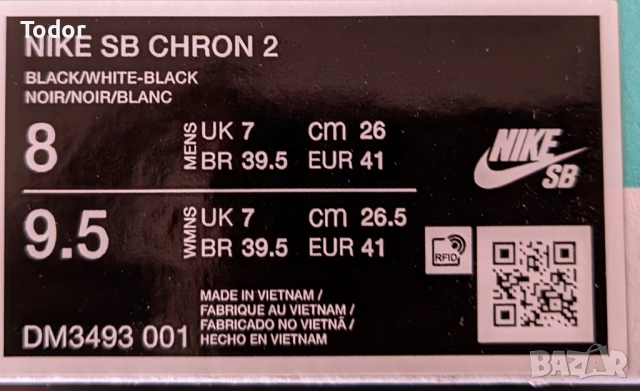 Todor
NIKE SB CHRON 2
BLACK/WHITE-BLACK
NOIR/NOIR/BLANC
8 MENS UK 7 cm 26
BR 39.5 EUR 41
NIKE
SB
9.5 WMNS UK 7 cm 26.5
BR 39.5 EUR 41
RFID
MADE IN VIETNAM /
FABRIQUE AU VIETNAM /
FABRICADO NO VIETNÃ /
DM3493 001 HECHO EN VIETNAM
BAZAR